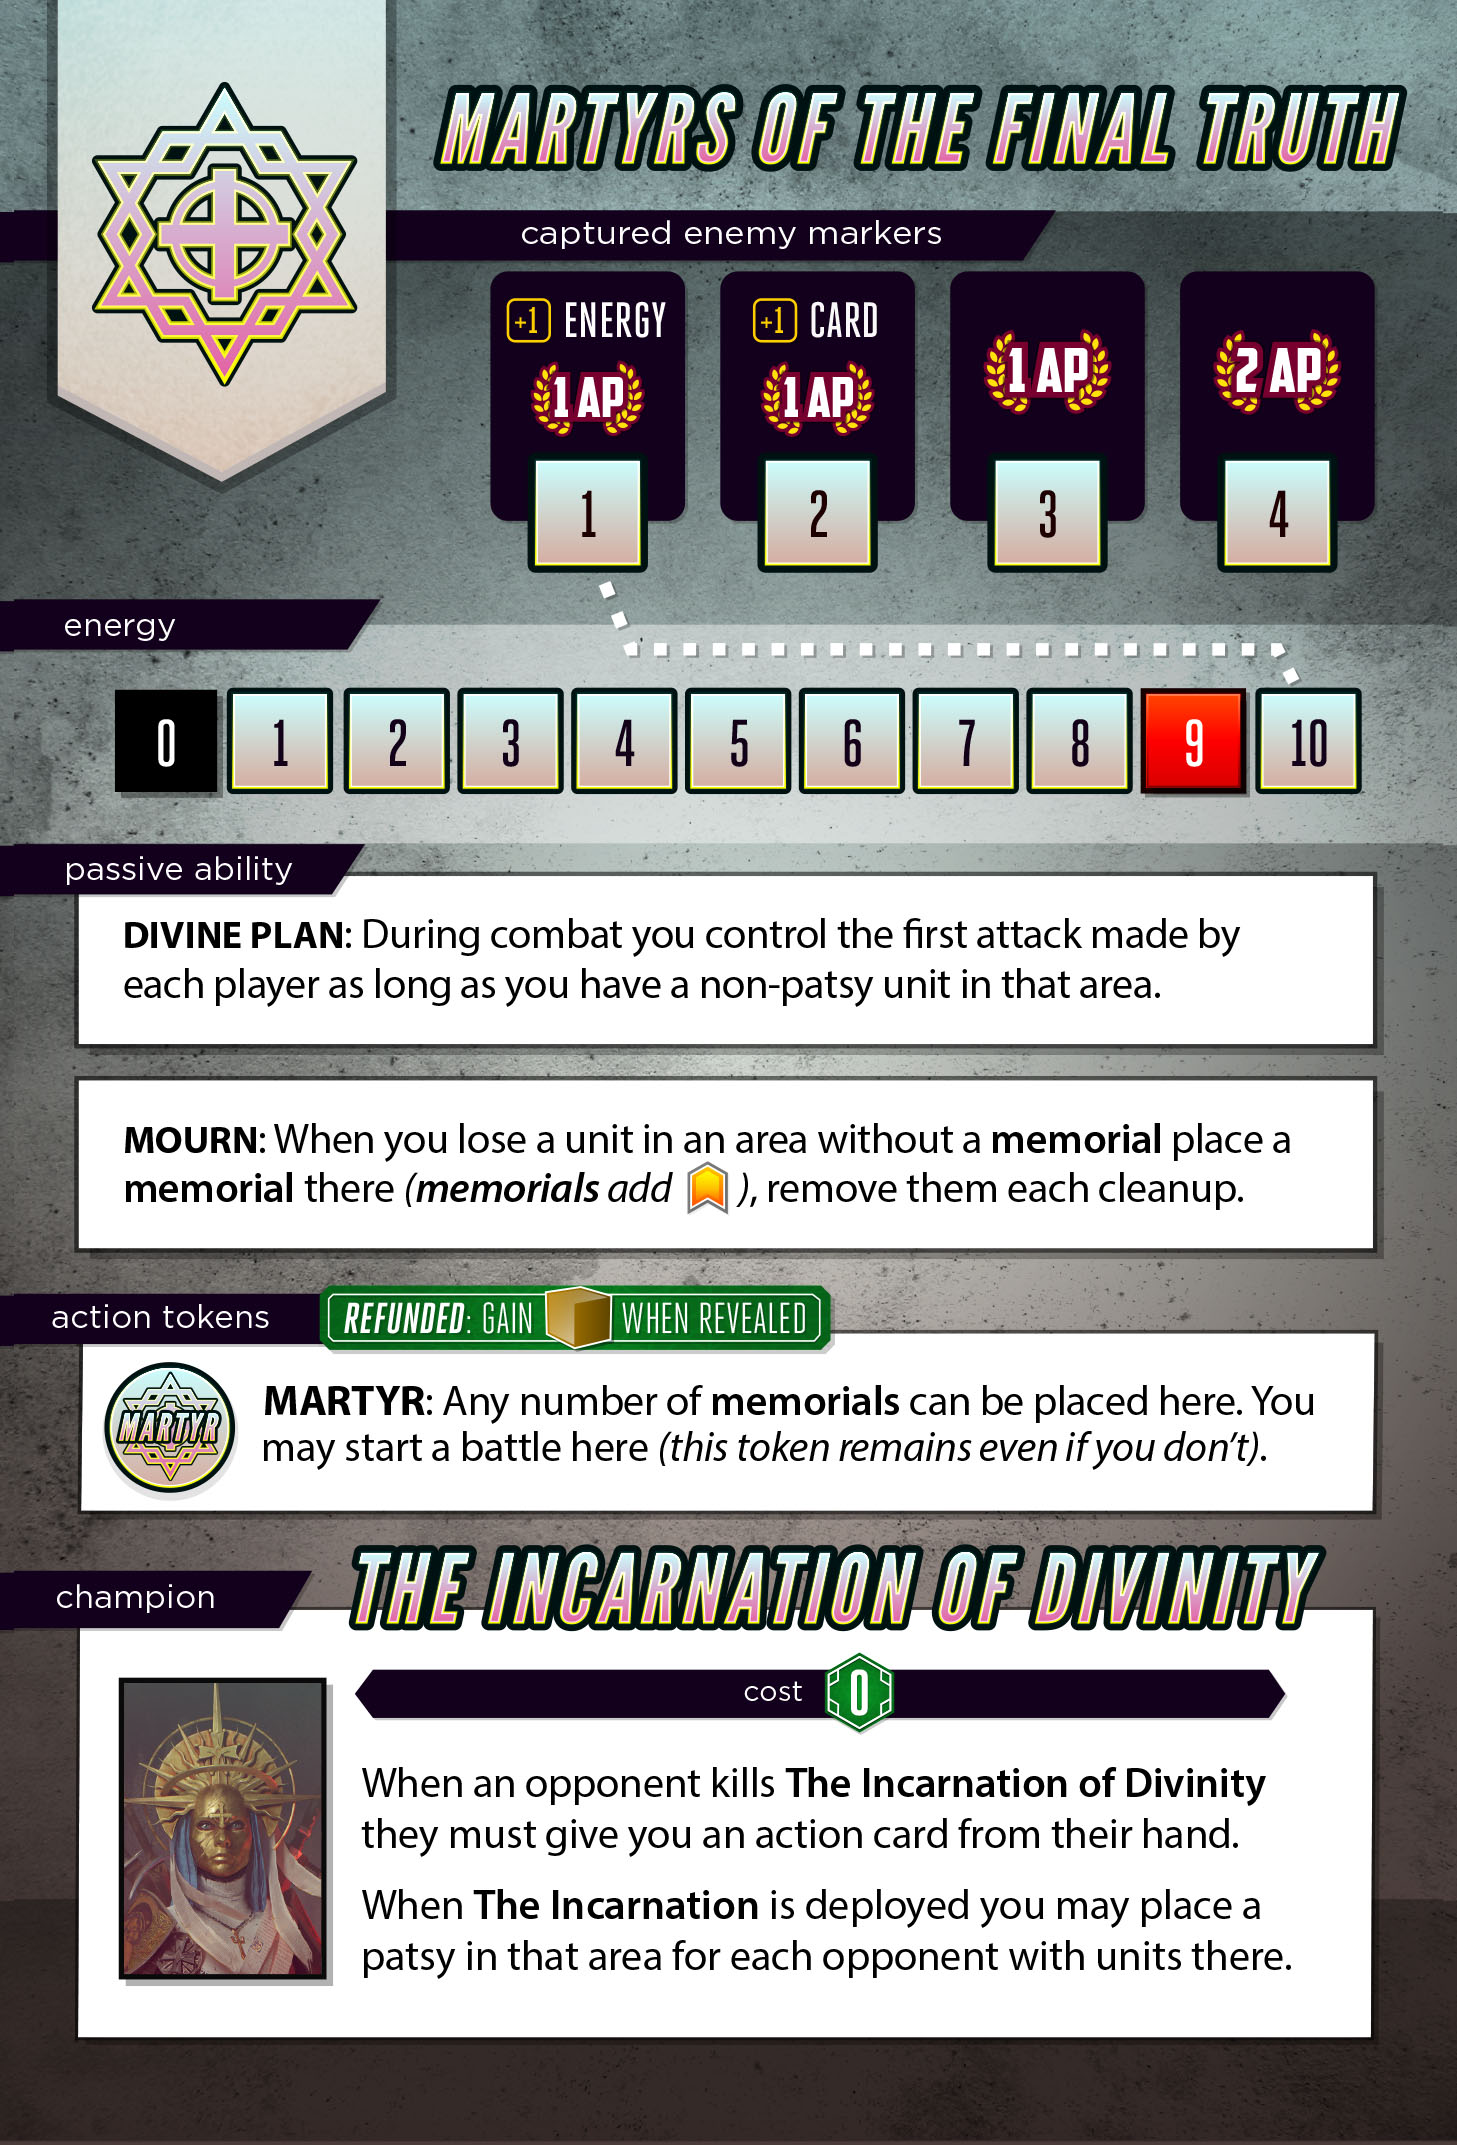 MARTYRS OF THE FINAL TRUTH
captured enemy markers
+1 ENERGY
1 AP
1
+1 CARD
1 AP
2
1 AP
3
2 AP
4
energy
0 1 2 3 4 5 6 7 8 9 10
passive ability
DIVINE PLAN: During combat you control the first attack made by
each player as long as you have a non-patsy unit in that area.
MOURN: When you lose a unit in an area without a memorial place a
memorial there (memorials add ), remove them each cleanup.
action tokens
REFUNDED: GAIN WHEN REVEALED
MARTYR
MARTYR: Any number of memorials can be placed here. You
may start a battle here (this token remains even if you don't).
champion
THE INCARNATION OF DIVINITY
cost 0
When an opponent kills The Incarnation of Divinity
they must give you an action card from their hand.
When The Incarnation is deployed you may place a
patsy in that area for each opponent with units there.